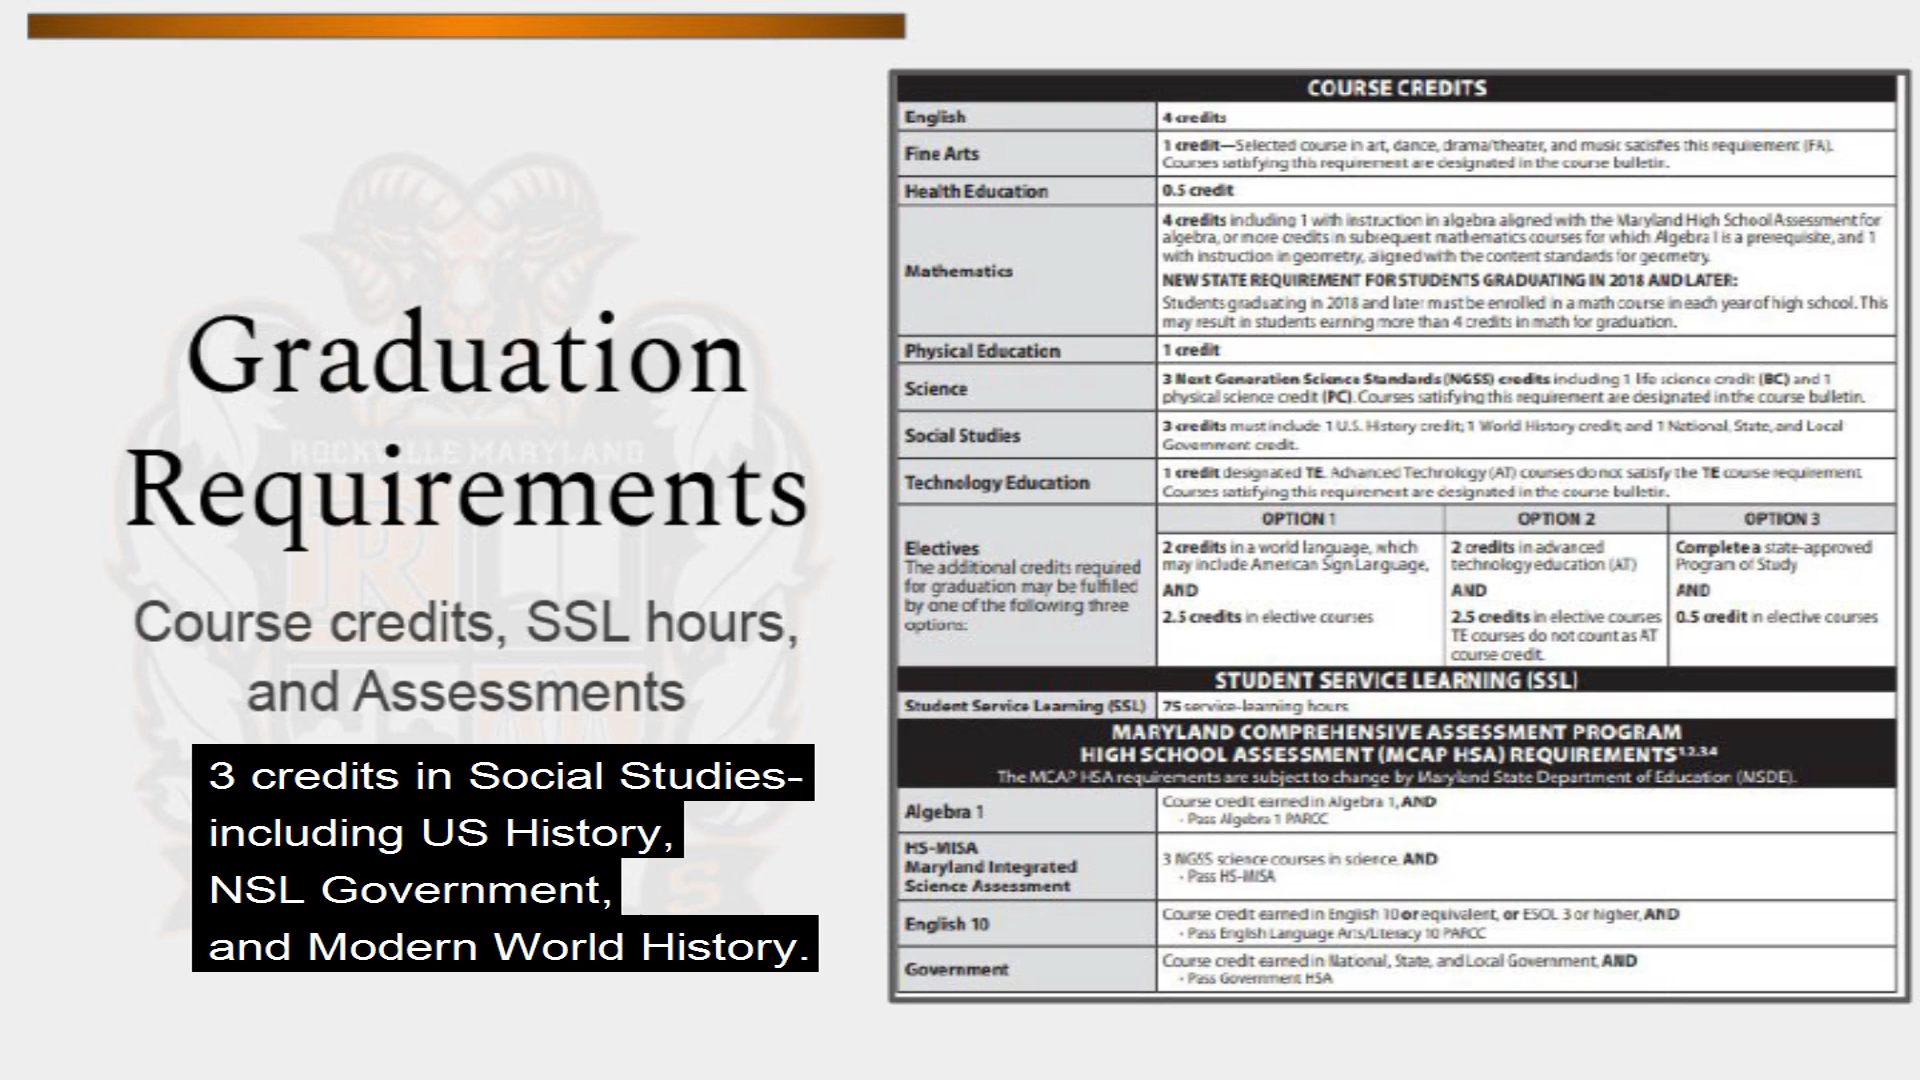 Graduation
Requirements
Course credits, SSL hours,
and Assessments
ROCKVILLE MARYLAND
R
S
3 credits in Social Studies-
including US History,
NSL Government,
and Modern World History.
COURSE CREDITS
English
4 credits
Fine Arts
1 credit—Selected course in art, dance, drama/theater, and music satisfies this requirement (FA).
Courses satisfying this requirement are designated in the course bulletin.
Health Education
0.5 credit
Mathematics
4 credits including 1 with instruction in algebra aligned with the Maryland High School Assessment for
algebra, or more credits in subsequent mathematics courses for which Algebra I is a prerequisite, and 1
with instruction in geometry, aligned with the content standards for geometry.
NEW STATE REQUIREMENT FOR STUDENTS GRADUATING IN 2018 AND LATER:
Students graduating in 2018 and later must be enrolled in a math course in each year of high school. This
may result in students earning more than 4 credits in math for graduation.
Physical Education
1 credit
Science
3 Next Generation Science Standards (NGSS) credits including 1 life science credit (BC) and 1
physical science credit (PC). Courses satisfying this requirement are designated in the course bulletin.
Social Studies
3 credits must include 1 U.S. History credit; 1 World History credit; and 1 National, State, and Local
Government credit.
Technology Education
1 credit designated TE. Advanced Technology (AT) courses do not satisfy the TE course requirement.
Courses satisfying this requirement are designated in the course bulletin.
Electives
The additional credits required
for graduation may be fulfilled
by one of the following three
options:
OPTION 1
2 credits in a world language, which
may include American Sign Language,
AND
2.5 credits in elective courses
OPTION 2
2 credits in advanced
technology education (AT)
AND
2.5 credits in elective courses
TE courses do not count as AT
course credit.
OPTION 3
Complete a state-approved
Program of Study
AND
0.5 credit in elective courses
STUDENT SERVICE LEARNING (SSL)
Student Service Learning (SSL)
75 service-learning hours
MARYLAND COMPREHENSIVE ASSESSMENT PROGRAM
HIGH SCHOOL ASSESSMENT (MCAP HSA) REQUIREMENTS1,2,3,4
The MCAP HSA requirements are subject to change by Maryland State Department of Education (MSDE).
Algebra 1
Course credit earned in Algebra 1, AND
- Pass Algebra 1 PARCC
HS-MISA
Maryland Integrated
Science Assessment
3 NGSS science courses in science, AND
- Pass HS-MISA
English 10
Course credit earned in English 10 or equivalent, or ESOL 3 or higher, AND
- Pass English Language Arts/Literacy 10 PARCC
Government
Course credit earned in National, State, and Local Government, AND
- Pass Government HSA